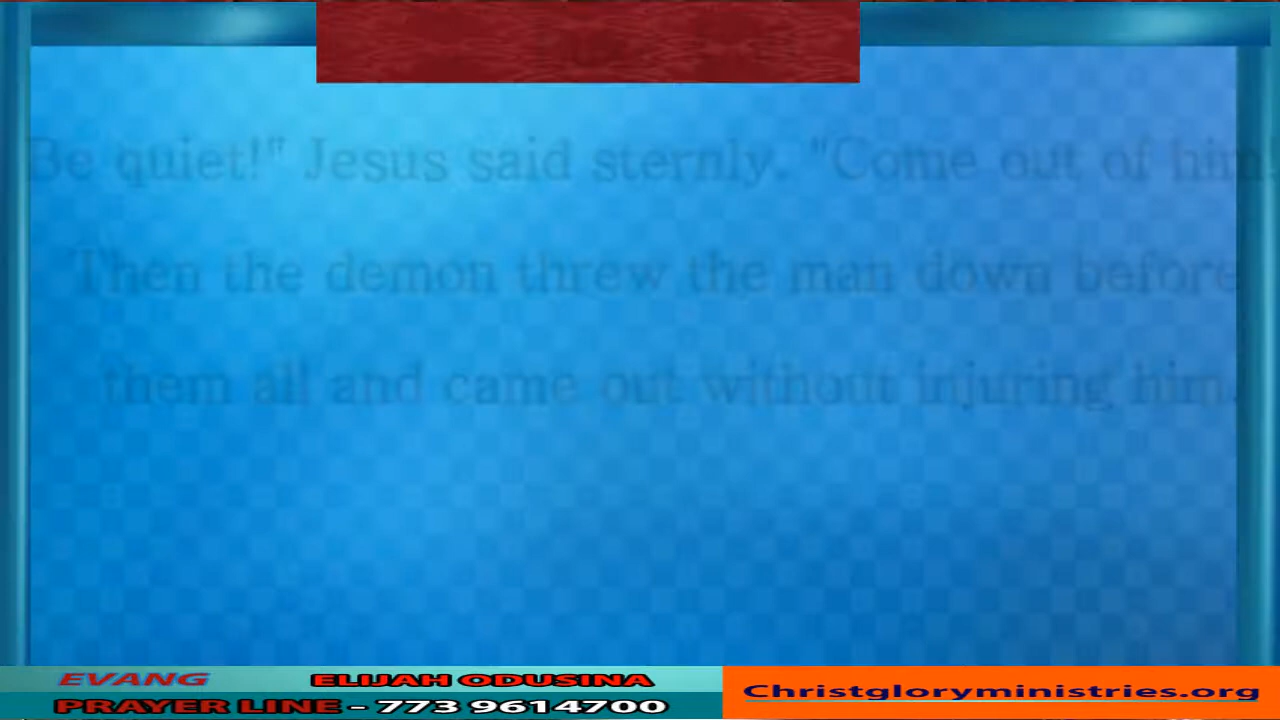 Be quiet!" Jesus said sternly. "Come out of him.
Then the demon threw the man down before
them all and came out without injuring him.
EVANG ELIJAH ODUSINA
PRAYER LINE - 773 9614700
Christgloryministries.org